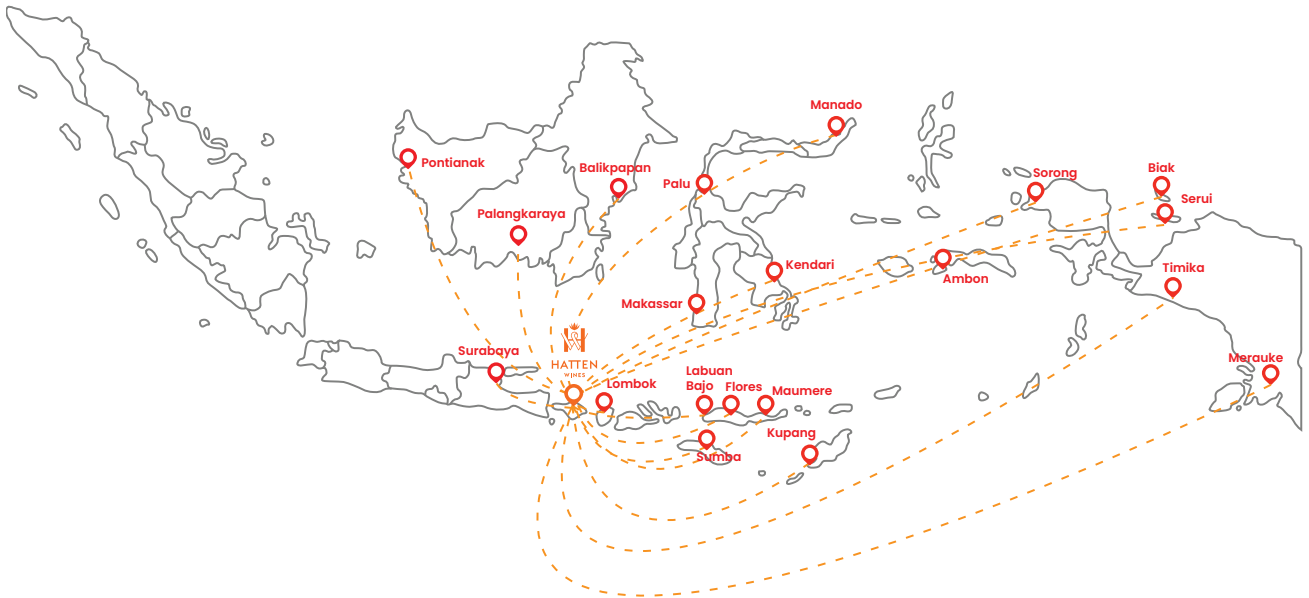 Manado
Pontianak
Balikpapan
Palu
Sorong
Biak
Serui
Palangkaraya
Kendari
Ambon
Timika
Makassar
HATTEN
WINES
Surabaya
Lombok
Labuan
Bajo
Flores
Maumere
Merauke
Kupang
Sumba